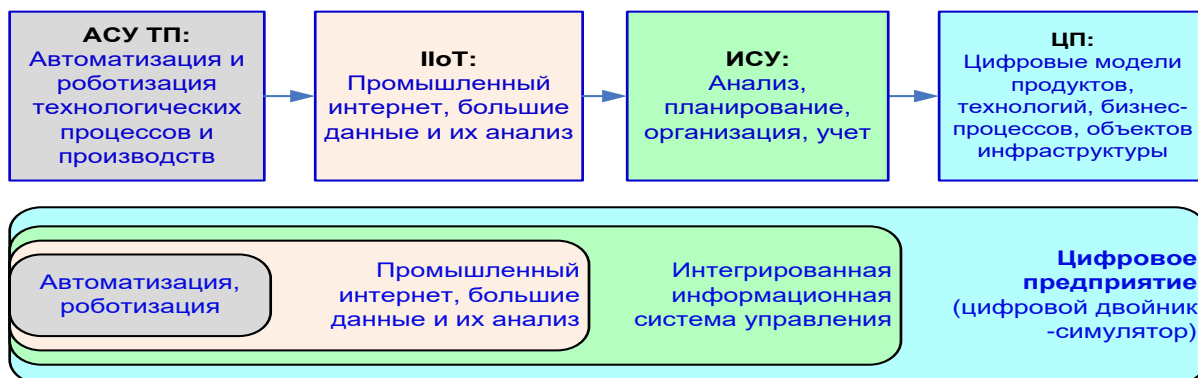 АСУ ТП:
Автоматизация и
роботизация
технологических
процессов и
производств
IIoT:
Промышленный
интернет, большие
данные и их анализ
ИСУ:
Анализ,
планирование,
организация, учет
ЦП:
Цифровые модели
продуктов,
технологий, бизнес-
процессов, объектов
инфраструктуры
Автоматизация,
роботизация
Промышленный
интернет, большие
данные и их анализ
Интегрированная
информационная
система управления
Цифровое
предприятие
(цифровой двойник
-симулятор)